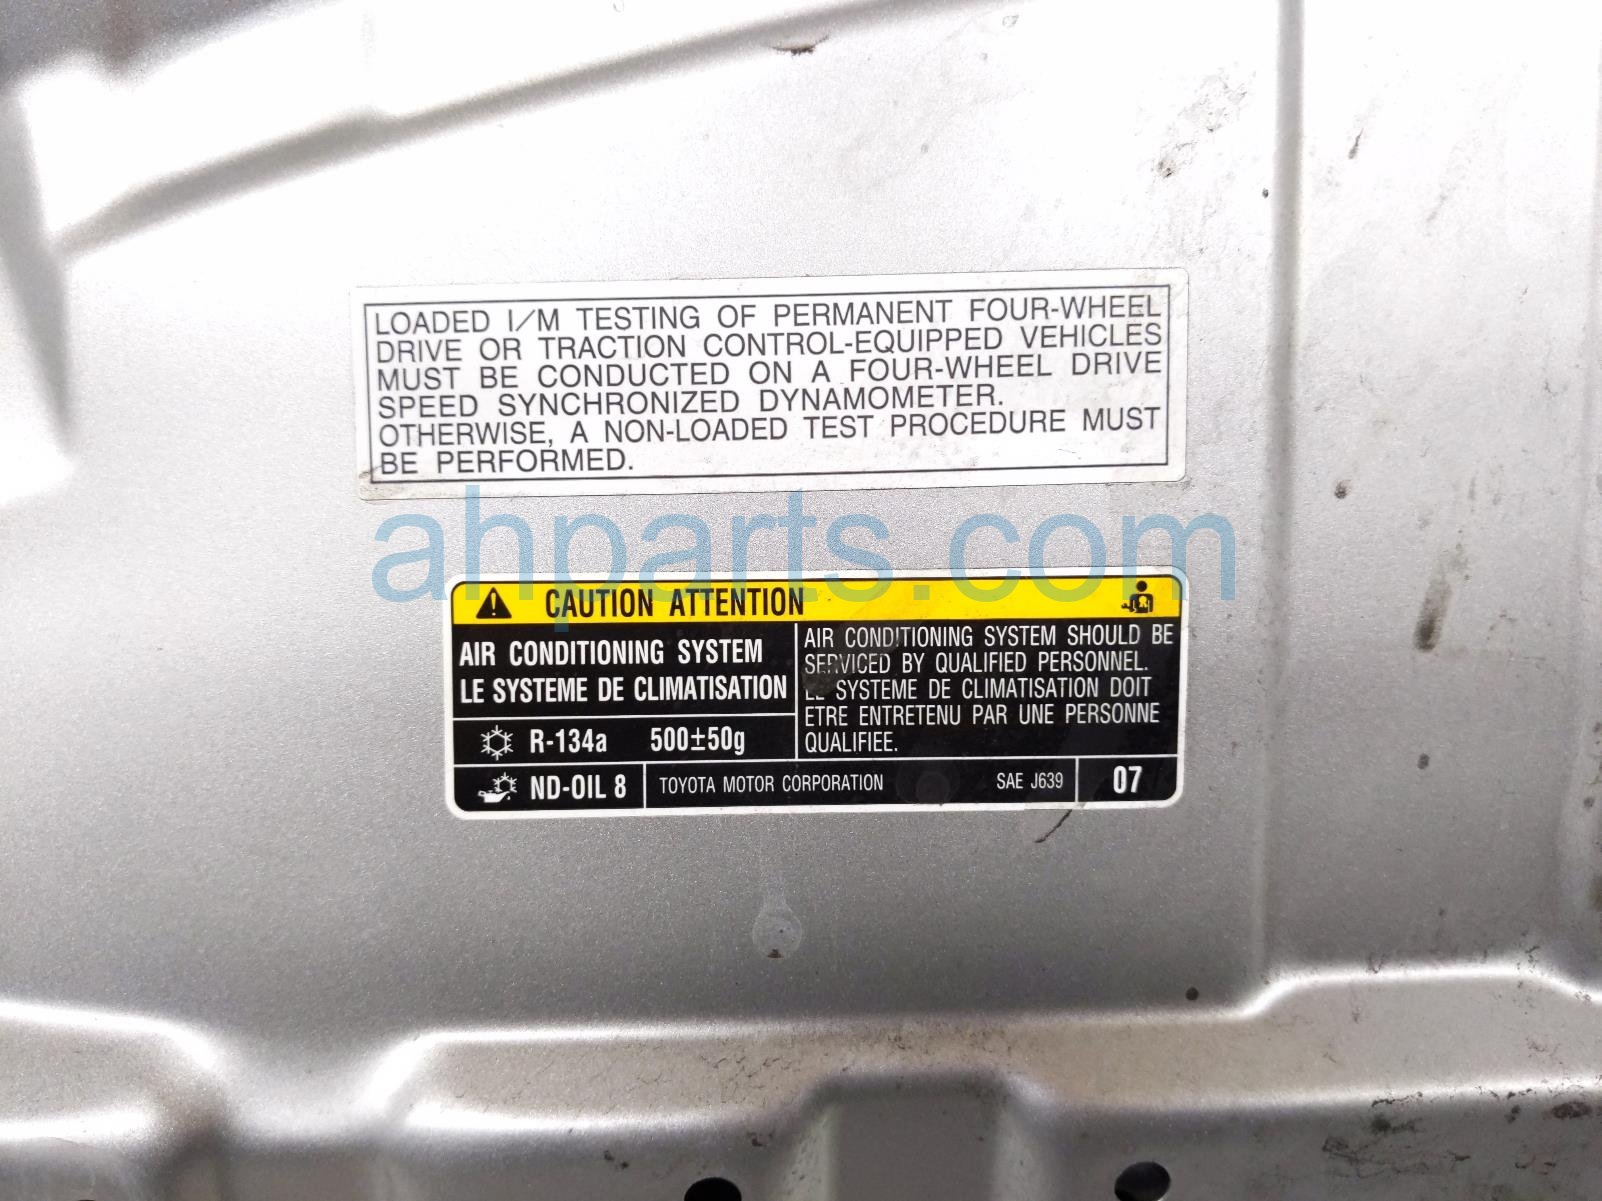 LOADED I/M TESTING OF PERMANENT FOUR-WHEEL
DRIVE OR TRACTION CONTROL-EQUIPPED VEHICLES
MUST BE CONDUCTED ON A FOUR-WHEEL DRIVE
SPEED SYNCHRONIZED DYNAMOMETER.
OTHERWISE, A NON-LOADED TEST PROCEDURE MUST
BE PERFORMED.
ahparts.com
CAUTION ATTENTION
AIR CONDITIONING SYSTEM
LE SYSTEME DE CLIMATISATION
R-134a 500±50g
AIR CONDITIONING SYSTEM SHOULD BE
SERVICED BY QUALIFIED PERSONNEL.
LE SYSTEME DE CLIMATISATION DOIT
ETRE ENTRETENU PAR UNE PERSONNE
QUALIFIEE.
ND-OIL 8 TOYOTA MOTOR CORPORATION SAE J639 07